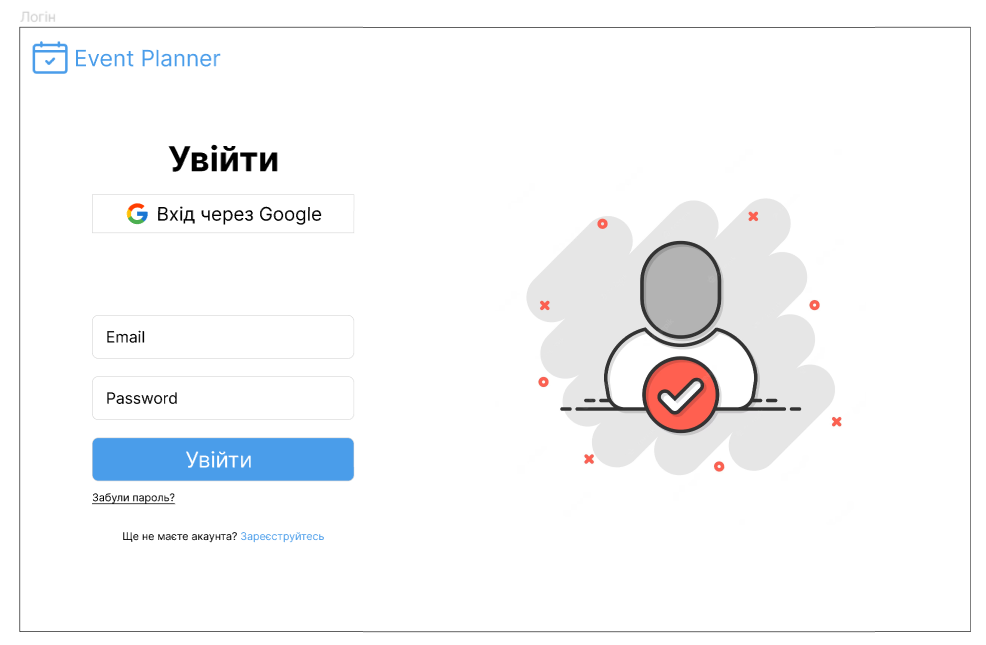 Логін
Event Planner
Увійти
Вхід через Google
Email
Password
Увійти
Забули пароль?
Ще не маєте акаунта? Зареєструйтесь